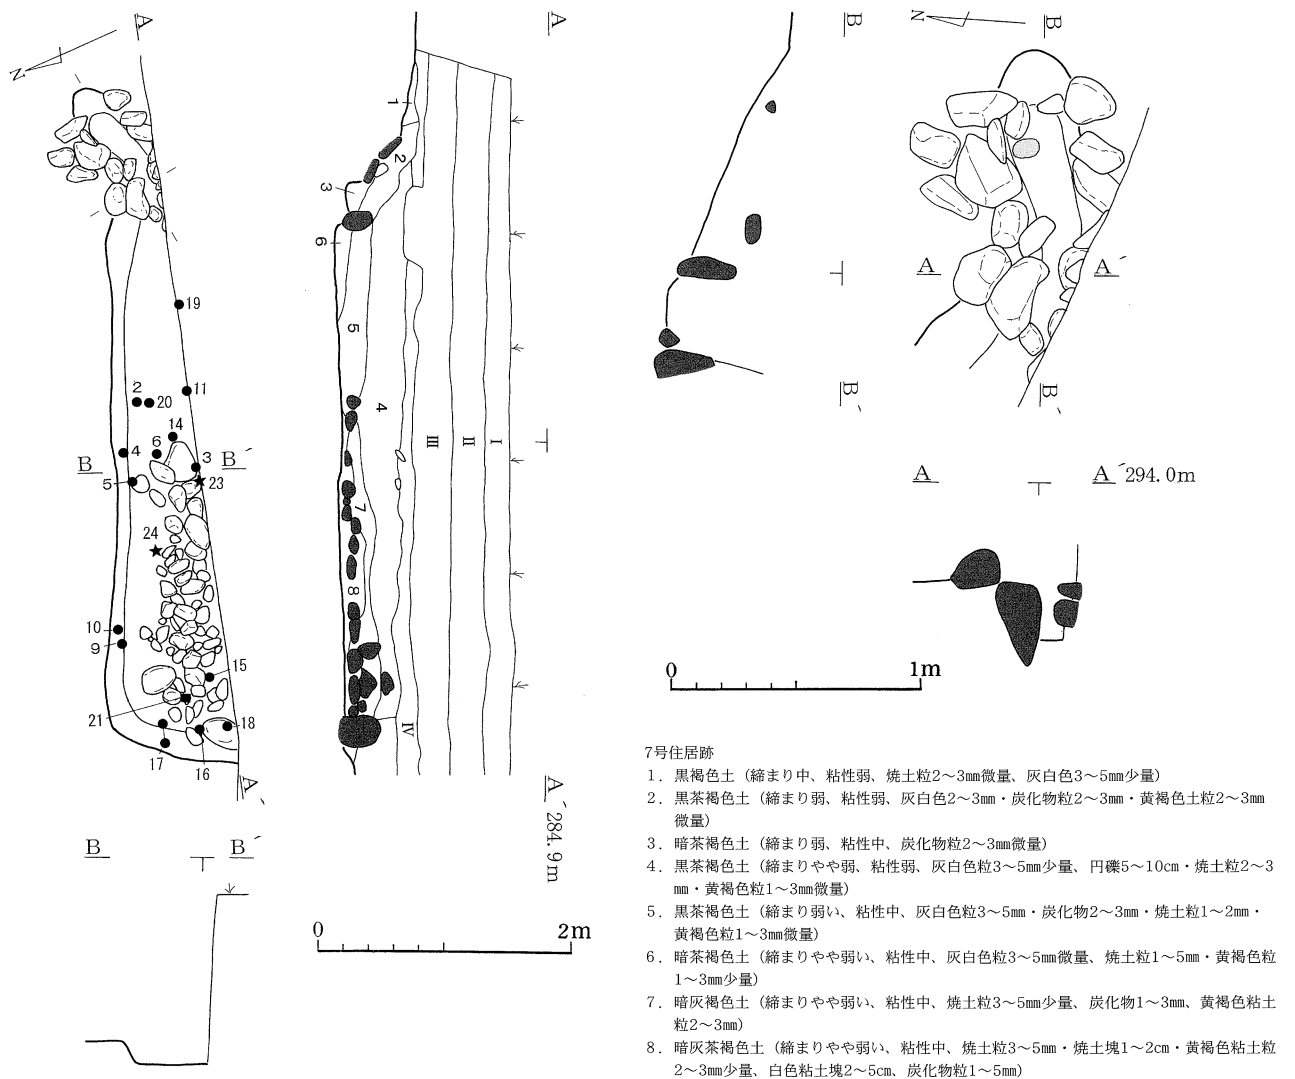 A
N
19
2
20
11
14
6
4
3
B
B´
5
23
24
10
9
15
21
18
17
16
A´
B
B´
A
1
2
3
6
5
4
Ⅲ
Ⅱ
Ⅰ
7
8
Ⅳ
A´284.9m
0
2m
B
B´
N
B
A
A´
B´
A
A´294.0m
0
1m
7号住居跡
1．黒褐色土（締まり中、粘性弱、焼土粒2〜3㎜微量、灰白色3〜5㎜少量）
2．黒茶褐色土（締まり弱、粘性弱、灰白色2〜3㎜・炭化物粒2〜3㎜・黄褐色土粒2〜3㎜
微量）
3．暗茶褐色土（締まり弱、粘性中、炭化物粒2〜3㎜微量）
4．黒茶褐色土（締まりやや弱、粘性弱、灰白色粒3〜5㎜少量、円礫5〜10㎝・焼土粒2〜3
㎜・黄褐色粒1〜3㎜微量）
5．黒茶褐色土（締まり弱い、粘性中、灰白色粒3〜5㎜・炭化物2〜3㎜・焼土粒1〜2㎜・
黄褐色粒1〜3㎜微量）
6．暗茶褐色土（締まりやや弱い、粘性中、灰白色粒3〜5㎜微量、焼土粒1〜5㎜・黄褐色粒
1〜3㎜少量）
7．暗灰褐色土（締まりやや弱い、粘性中、焼土粒3〜5㎜少量、炭化物1〜3㎜、黄褐色粘土
粒2〜3㎜）
8．暗灰茶褐色土（締まりやや弱い、粘性中、焼土粒3〜5㎜・焼土塊1〜2㎝・黄褐色粘土粒
2〜3㎜少量、白色粘土塊2〜5㎝、炭化物粒1〜5㎜）